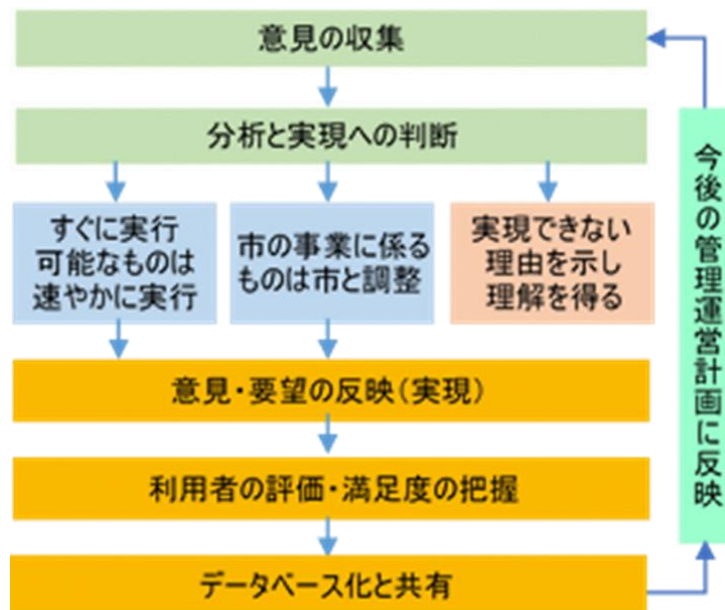 意見の収集
分析と実現への判断
すぐに実行
可能なものは
速やかに実行
市の事業に係る
ものは市と調整
実現できない
理由を示し
理解を得る
意見・要望の反映(実現)
利用者の評価・満足度の把握
データベース化と共有
今後の管理運営計画に反映